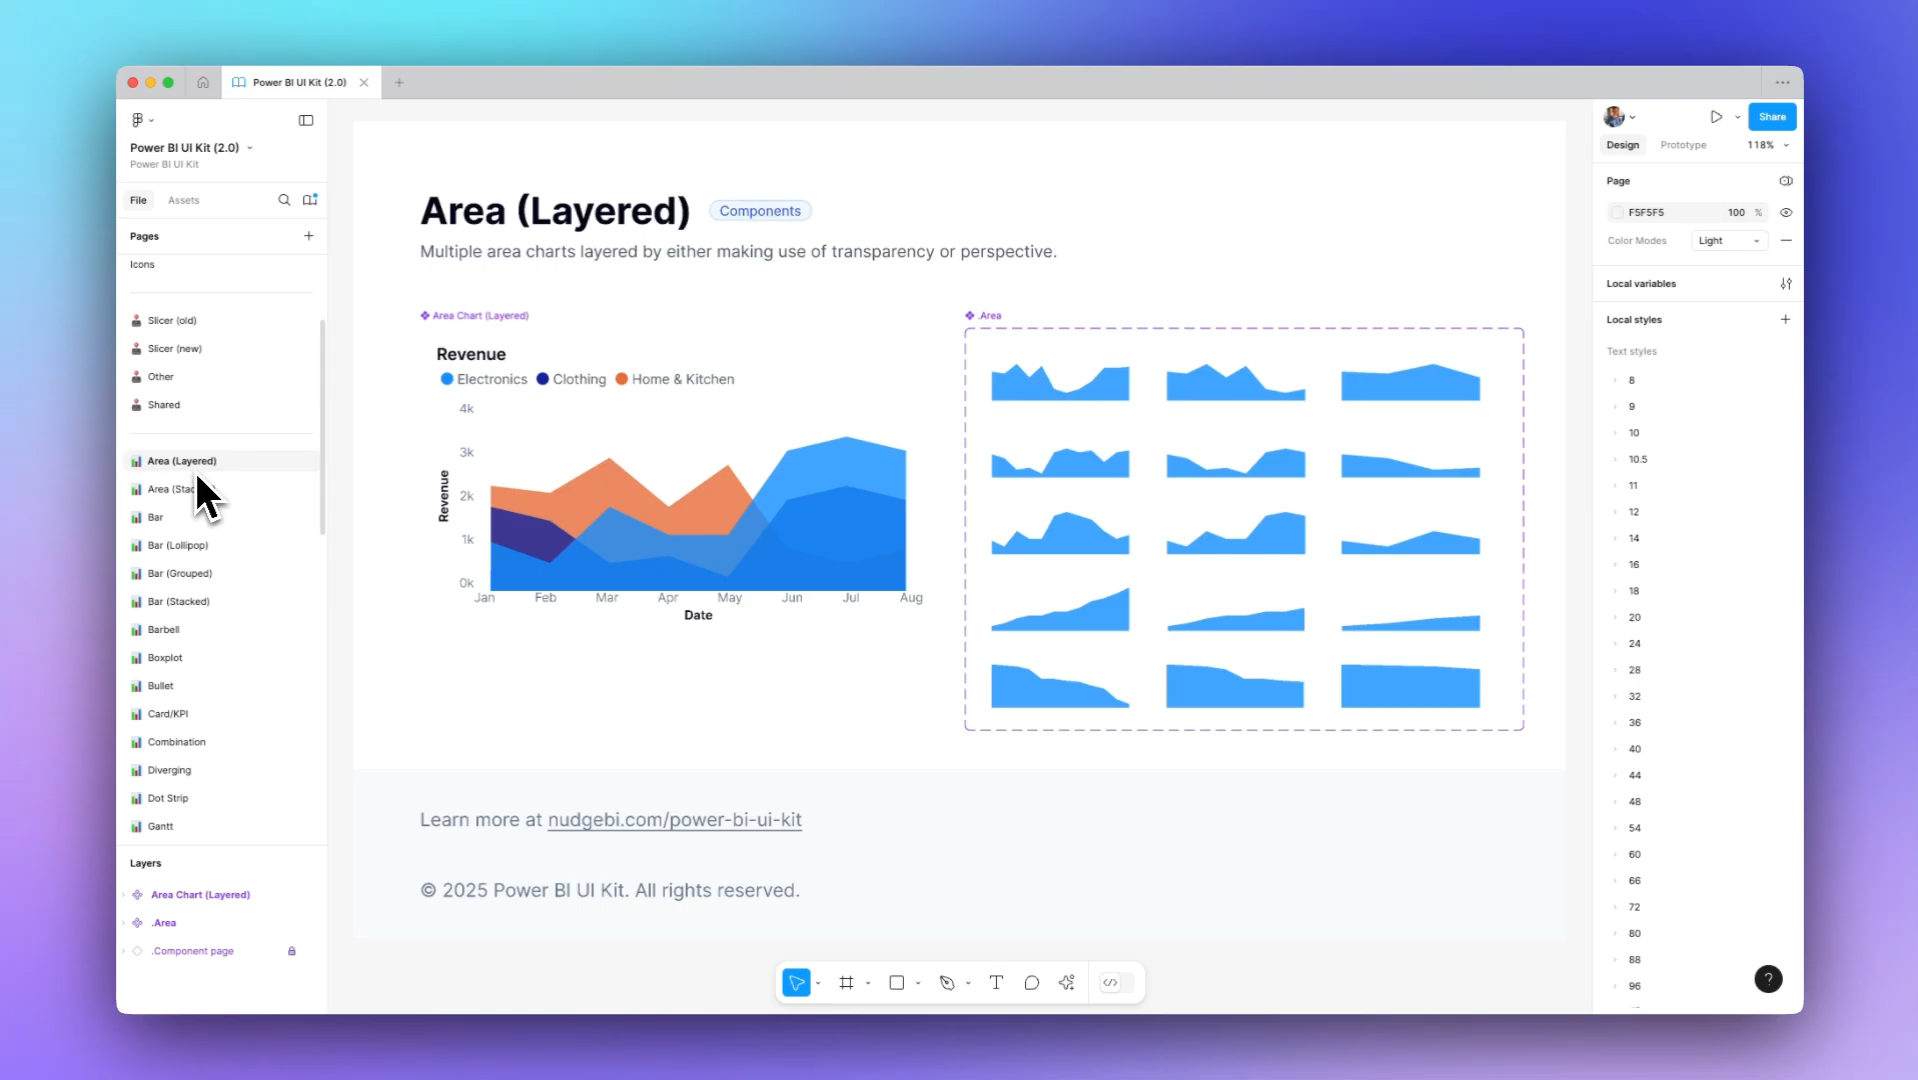 Power BI UI Kit (2.0)
Power BI UI Kit (2.0)
Power BI UI Kit
File
Assets
Pages
Icons
Slicer (old)
Slicer (new)
Other
Shared
Area (Layered)
Area (Stac
Bar
Bar (Lollipop)
Bar (Grouped)
Bar (Stacked)
Barbell
Boxplot
Bullet
Card/KPI
Combination
Diverging
Dot Strip
Gantt
Layers
Area Chart (Layered)
.Area
.Component page
Area (Layered)
Components
Multiple area charts layered by either making use of transparency or perspective.
Area Chart (Layered)
Revenue
Electronics
Clothing
Home & Kitchen
4k
3k
2k
1k
0k
Revenue
Jan
Feb
Mar
Apr
May
Jun
Jul
Aug
Date
.Area
Learn more at nudgebi.com/power-bi-ui-kit
© 2025 Power BI UI Kit. All rights reserved.
Share
Design
Prototype
118%
Page
F5F5F5
100
%
Color Modes
Light
Local variables
Local styles
Text styles
8
9
10
10.5
11
12
14
16
18
20
24
28
32
36
40
44
48
54
60
66
72
80
88
96
?